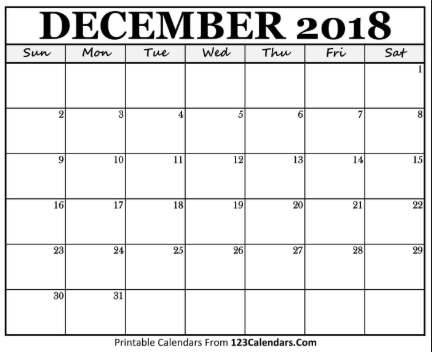 DECEMBER 2018
Sun Mon Tue Wed Thu Fri Sat
1
2 3 4 5 6 7 8
9 10 11 12 13 14 15
16 17 18 19 20 21 22
23 24 25 26 27 28 29
30 31
Printable Calendars From 123Calendars.Com